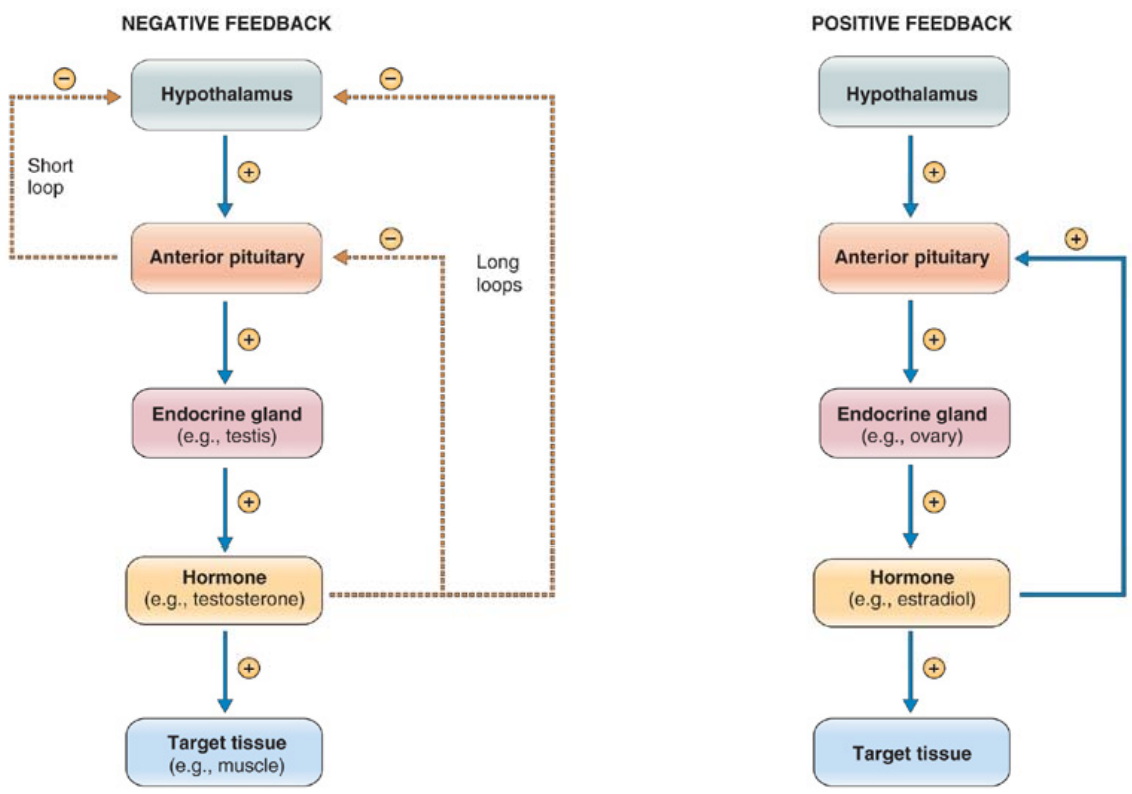 NEGATIVE FEEDBACK
−
−
Hypothalamus
Short
loop
+
−
Anterior pituitary
Long
loops
+
Endocrine gland
(e.g., testis)
+
Hormone
(e.g., testosterone)
+
Target tissue
(e.g., muscle)
POSITIVE FEEDBACK
Hypothalamus
+
+
Anterior pituitary
+
Endocrine gland
(e.g., ovary)
+
Hormone
(e.g., estradiol)
+
Target tissue